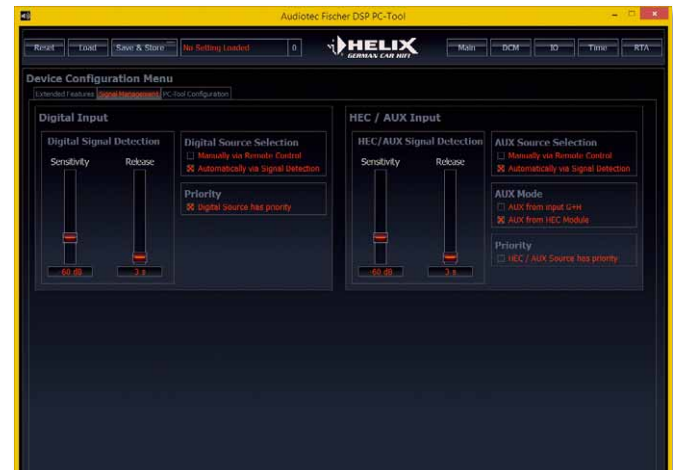 Audiotec Fischer DSP PC-Tool
Reset Load Save & Store No Setting Loaded 0 HELIX Main DCM IO Time RTA
GERMAN CAR HIFI
Device Configuration Menu
Extended Features Signal Management PC-Tool Configuration
Digital Input
Digital Signal Detection
Sensitivity Release
-60 dB 3 s
Digital Source Selection
Manually via Remote Control
Automatically via Signal Detection
Priority
Digital Source has priority
HEC / AUX Input
HEC/AUX Signal Detection
Sensitivity Release
-60 dB 3 s
AUX Source Selection
Manually via Remote Control
Automatically via Signal Detection
AUX Mode
AUX from input G+H
AUX from HEC Module
Priority
HEC / AUX Source has priority